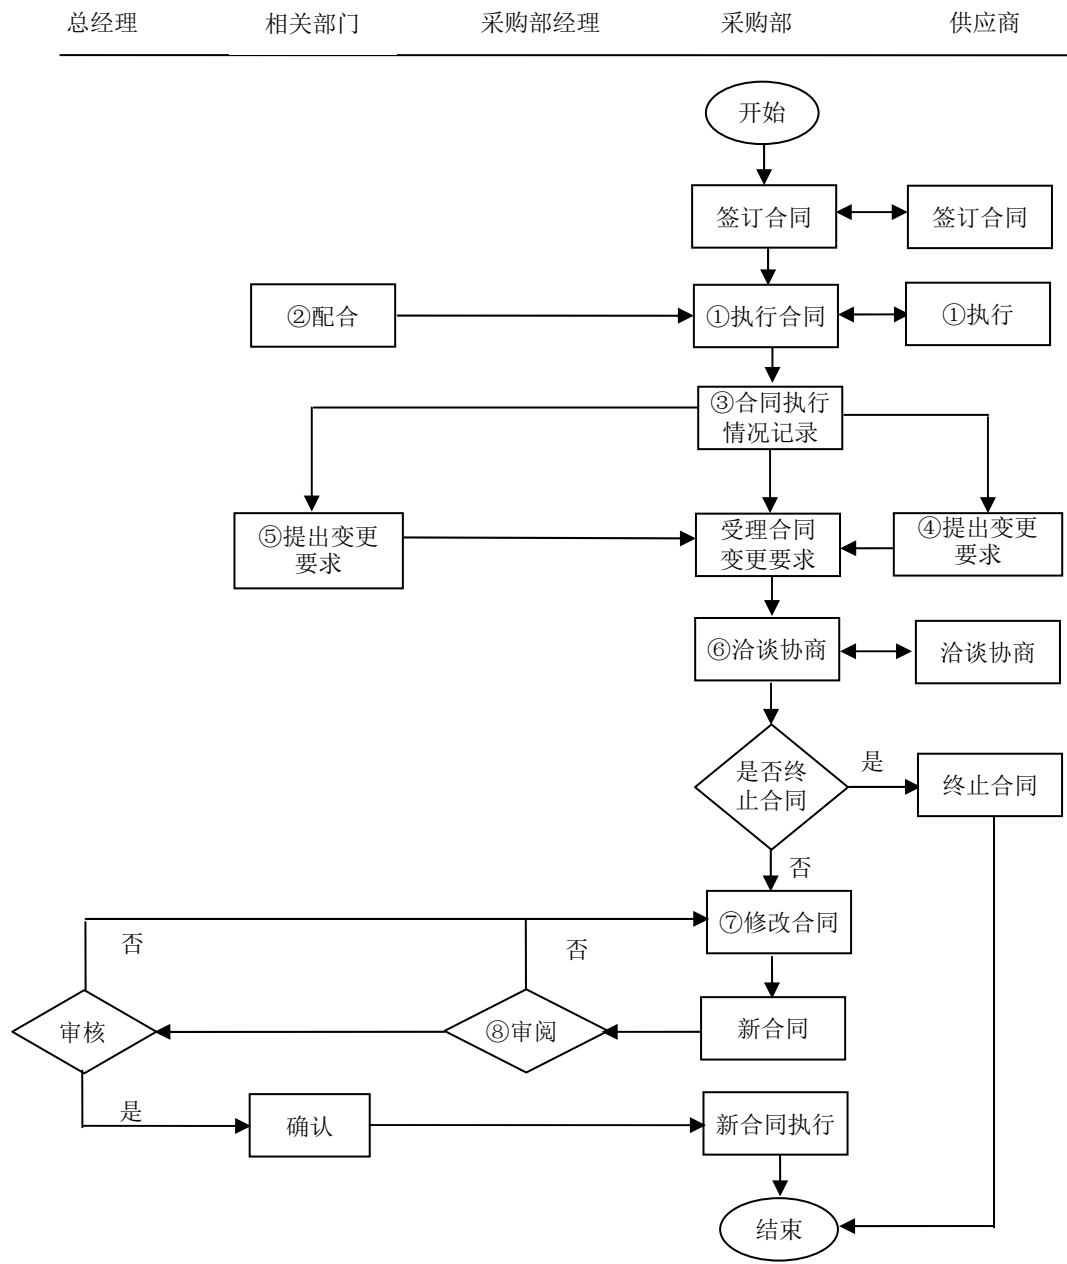 总经理 相关部门 采购部经理 采购部 供应商
开始
签订合同 签订合同
②配合 ①执行合同 ①执行
③合同执行
情况记录
⑤提出变更
要求
受理合同
变更要求
④提出变更
要求
⑥洽谈协商 洽谈协商
是否终
止合同
是
终止合同
否
⑦修改合同
否 否
审核 ⑧审阅 新合同
是
确认 新合同执行
结束